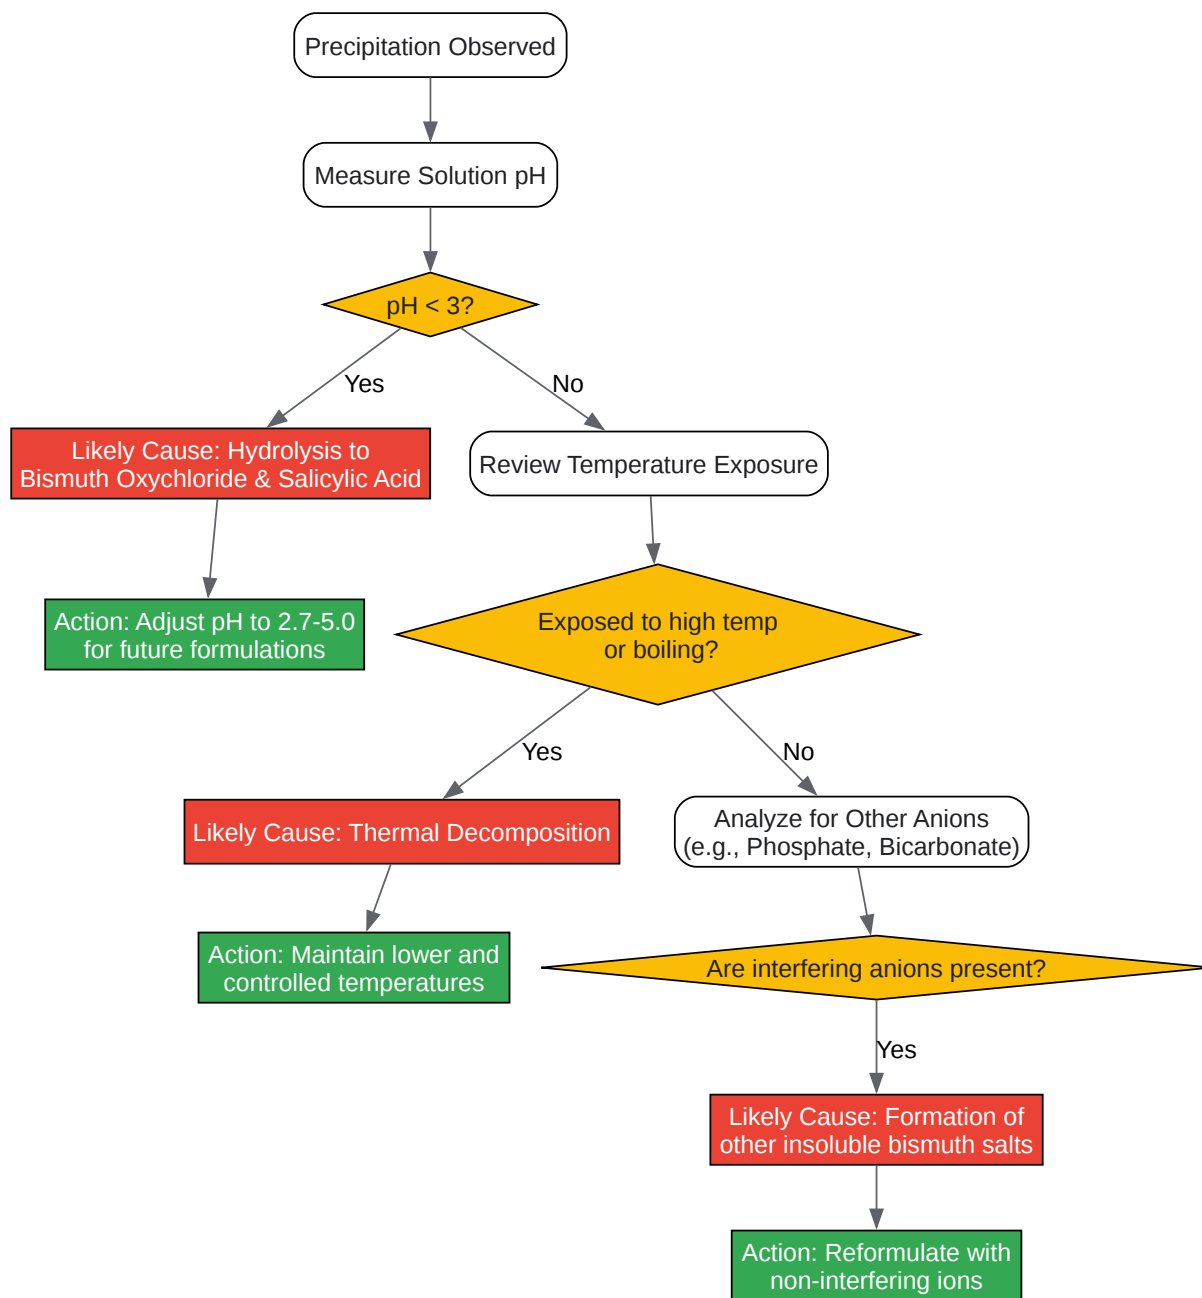 Precipitation Observed
Measure Solution pH
pH < 3?
Yes
No
Likely Cause: Hydrolysis to
Bismuth Oxychloride & Salicylic Acid
Review Temperature Exposure
Action: Adjust pH to 2.7-5.0
for future formulations
Exposed to high temp
or boiling?
Yes
No
Likely Cause: Thermal Decomposition
Analyze for Other Anions
(e.g., Phosphate, Bicarbonate)
Action: Maintain lower and
controlled temperatures
Are interfering anions present?
Yes
Likely Cause: Formation of
other insoluble bismuth salts
Action: Reformulate with
non-interfering ions